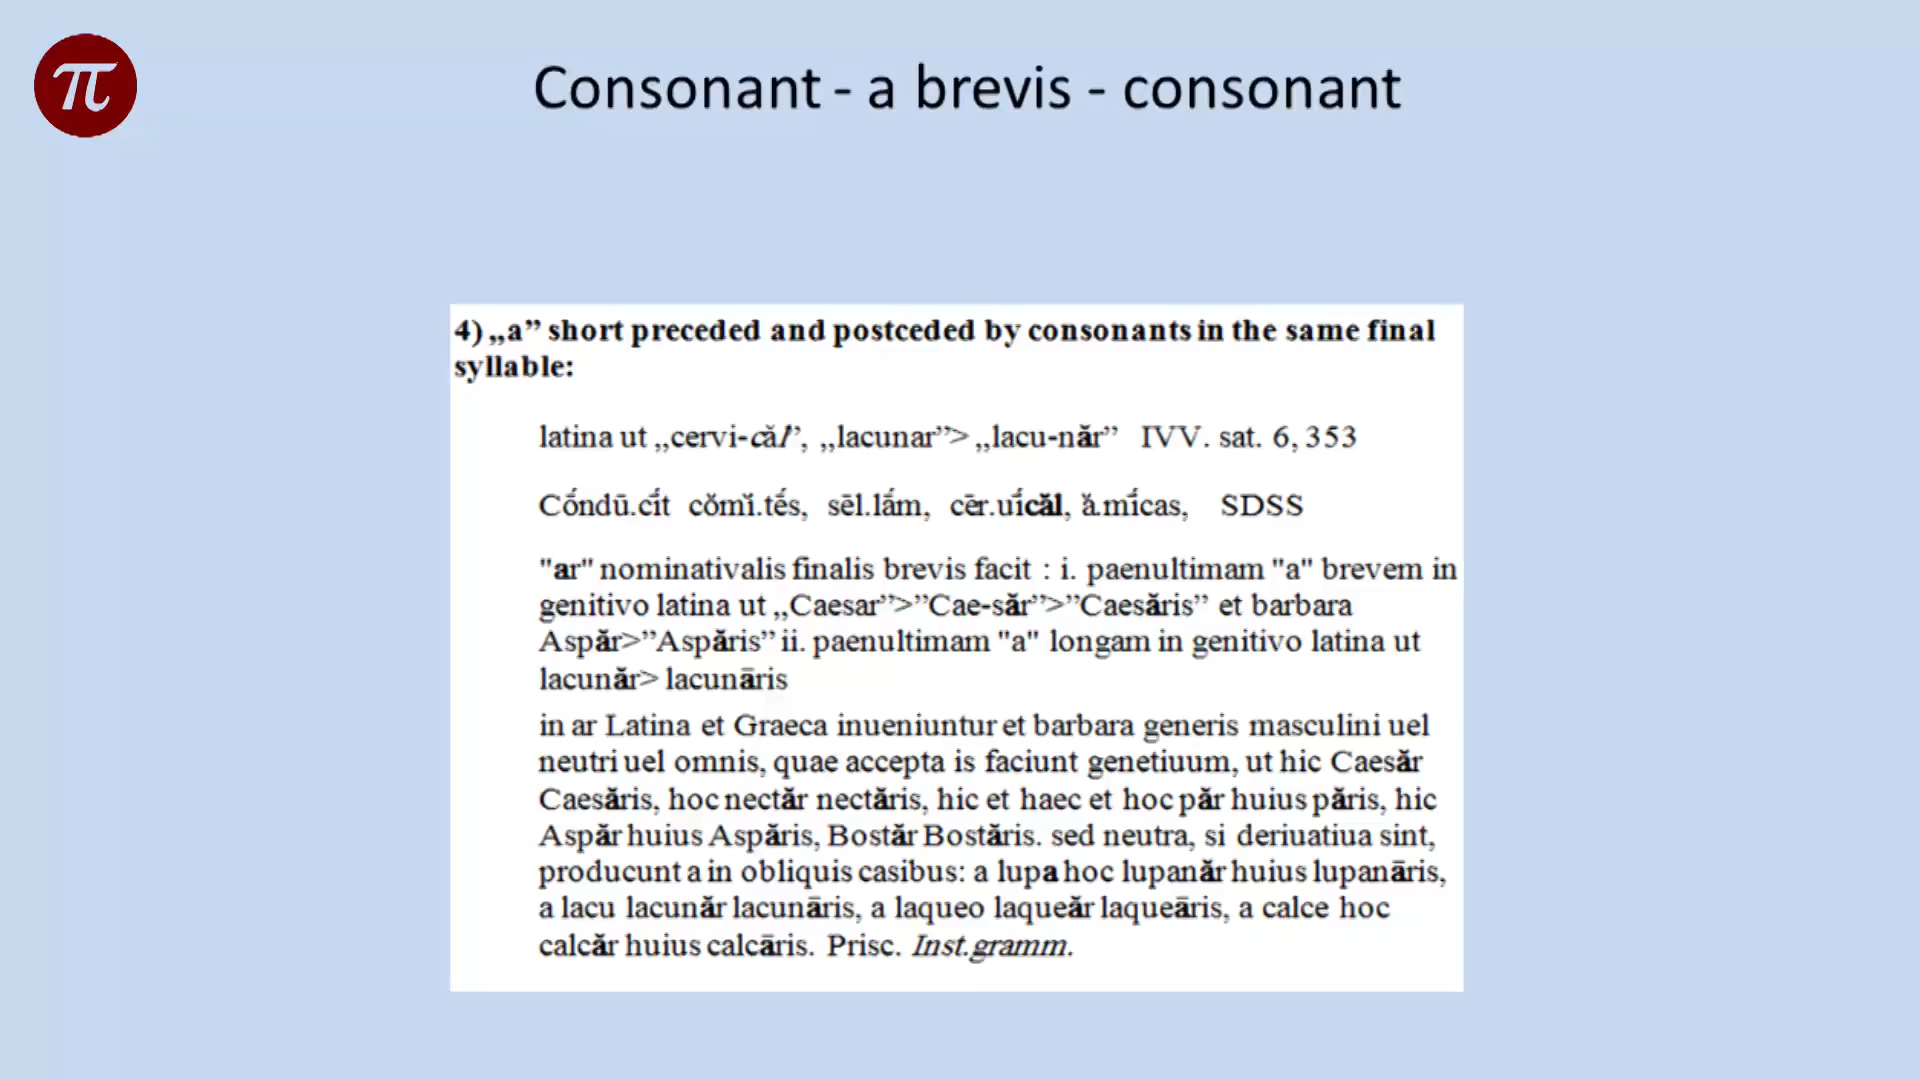 π
Consonant - a brevis - consonant
4) ,,a” short preceded and postceded by consonants in the same final
syllable:
latina ut ,,cervi-căl”, ,,lacunar”> ,,lacu-năr” IVV. sat. 6, 353
Cṓndū.cī́t cŏmĭ.tḗs, sēl.lā́m, cēr.uī́căl, ă.mī́cas, SDSS
"ar" nominativalis finalis brevis facit : i. paenultimam "a" brevem in
genitivo latina ut ,,Caesar”>”Cae-săr”>”Caesăris” et barbara
Aspăr>”Aspăris” ii. paenultimam "a" longam in genitivo latina ut
lacunăr> lacunāris
in ar Latina et Graeca inueniuntur et barbara generis masculini uel
neutri uel omnis, quae accepta is faciunt genetiuum, ut hic Caesăr
Caesăris, hoc nectăr nectăris, hic et haec et hoc păr huius păris, hic
Aspăr huius Aspăris, Bostăr Bostăris. sed neutra, si deriuatiua sint,
producunt a in obliquis casibus: a lupa hoc lupanăr huius lupanāris,
a lacu lacunăr lacunāris, a laqueo laqueăr laqueāris, a calce hoc
calcăr huius calcāris. Prisc. Inst.gramm.